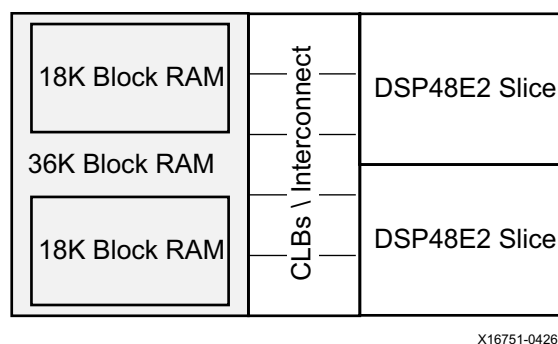 18K Block RAM
36K Block RAM
18K Block RAM
CLBs \ Interconnect
DSP48E2 Slice
DSP48E2 Slice
X16751-0426